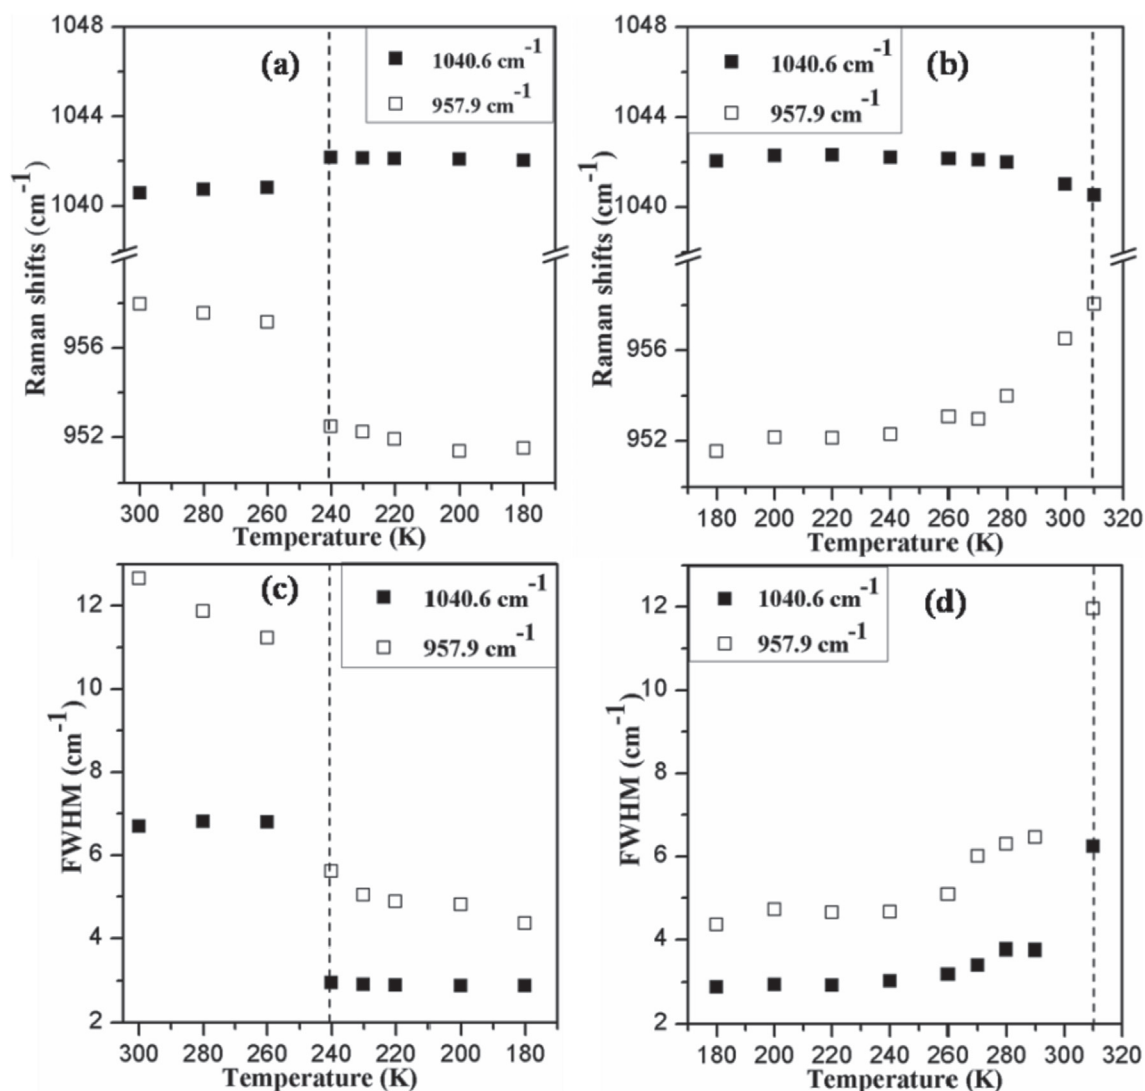 1048
1044
1040
956
952
Raman shifts (cm-1)
(a)
1040.6 cm-1
957.9 cm-1
300 280 260 240 220 200 180
Temperature (K)
1048
1044
1040
956
952
Raman shifts (cm-1)
(b)
1040.6 cm-1
957.9 cm-1
180 200 220 240 260 280 300 320
Temperature (K)
12
10
8
6
4
2
FWHM (cm-1)
(c)
1040.6 cm-1
957.9 cm-1
300 280 260 240 220 200 180
Temperature (K)
12
10
8
6
4
2
FWHM (cm-1)
(d)
1040.6 cm-1
957.9 cm-1
180 200 220 240 260 280 300 320
Temperature (K)